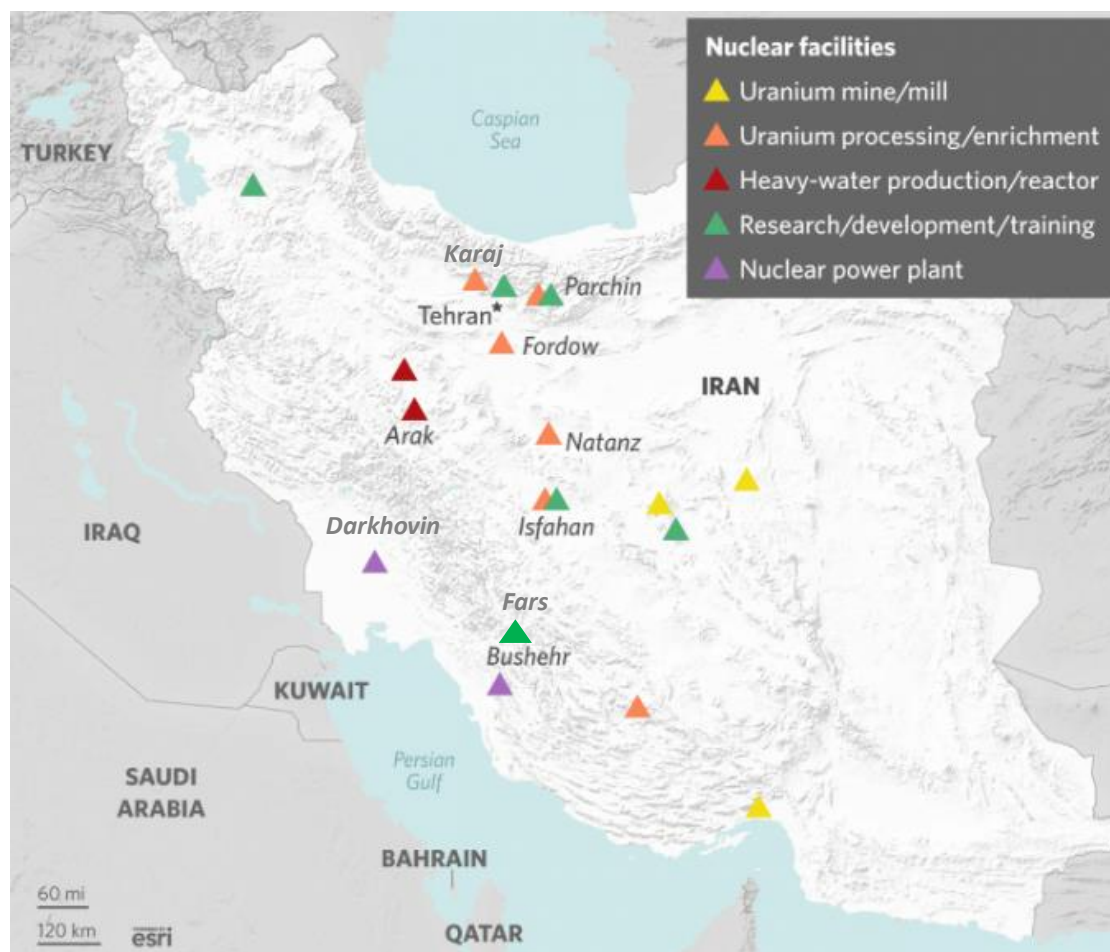 Nuclear facilities
Uranium mine/mill
Uranium processing/enrichment
Heavy-water production/reactor
Research/development/training
Nuclear power plant
Caspian
Sea
TURKEY
Karaj
Parchin
Tehran*
Fordow
IRAN
Arak
Natanz
Isfahan
IRAQ
Darkhovin
Fars
Bushehr
KUWAIT
Persian
Gulf
SAUDI
ARABIA
BAHRAIN
QATAR
60 mi
120 km
esri